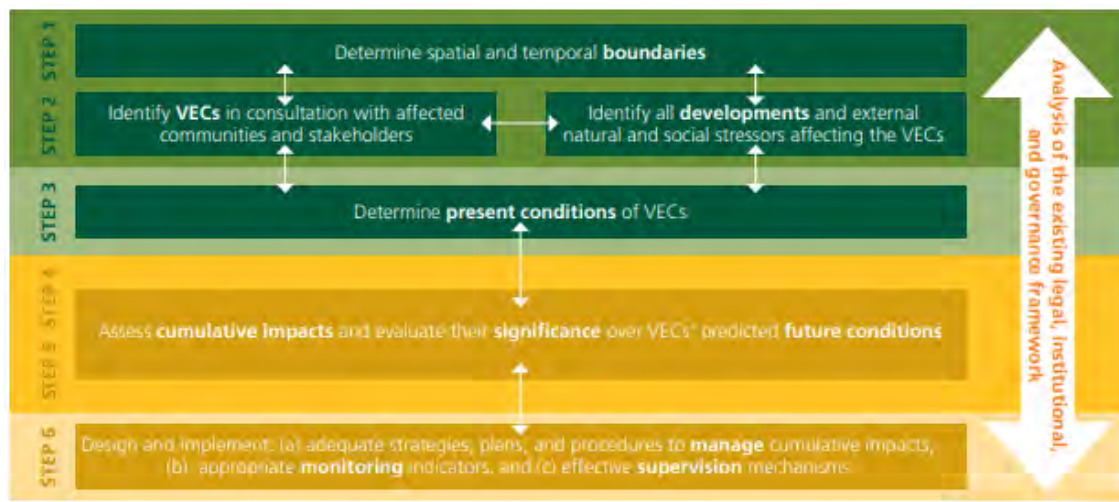 STEP 1
Determine spatial and temporal boundaries
STEP 2
Identify VECs in consultation with affected
communities and stakeholders
Identify all developments and external
natural and social stressors affecting the VECs
STEP 3
Determine present conditions of VECs
STEP 4
STEP 5
Assess cumulative impacts and evaluate their significance over VECs' predicted future conditions
STEP 6
Design and implement: (a) adequate strategies, plans, and procedures to manage cumulative impacts,
(b) appropriate monitoring indicators, and (c) effective supervision mechanisms
Analysis of the existing legal, institutional,
and governance framework